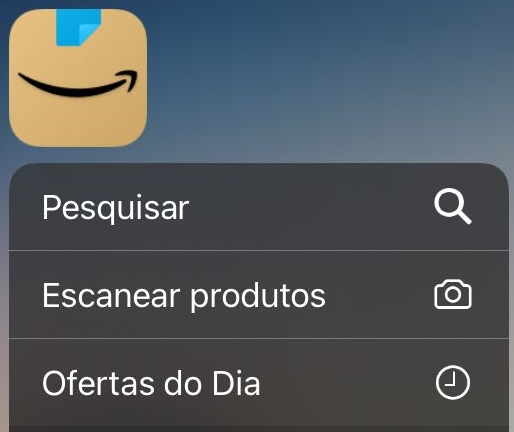 Pesquisar
Escanear produtos
Ofertas do Dia